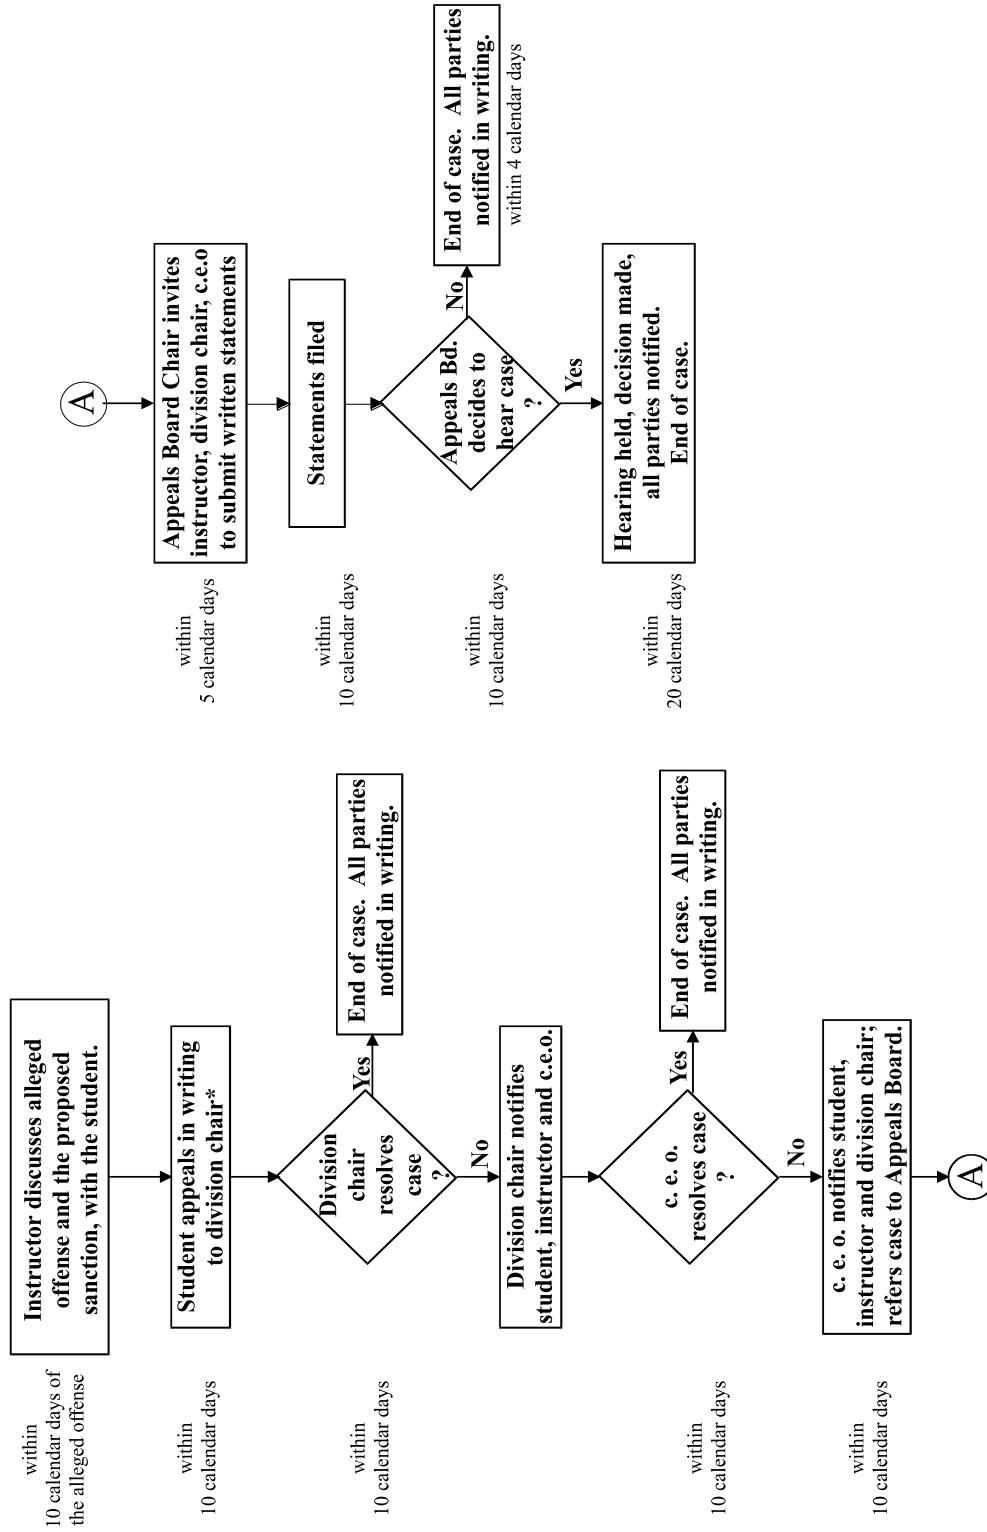 within
10 calendar days of
the alleged offense
Instructor discusses alleged
offense and the proposed
sanction, with the student.
within
10 calendar days
Student appeals in writing
to division chair*
within
10 calendar days
Division
chair
resolves
case
?
Yes
End of case.  All parties
notified in writing.
No
Division chair notifies
student, instructor and c.e.o.
within
10 calendar days
c. e. o.
resolves case
?
Yes
End of case.  All parties
notified in writing.
No
within
10 calendar days
c. e. o. notifies student,
instructor and division chair;
refers case to Appeals Board.
A
A
within
5 calendar days
Appeals Board Chair invites
instructor, division chair, c.e.o
to submit written statements
within
10 calendar days
Statements filed
within
10 calendar days
Appeals Bd.
decides to
hear case
?
No
End of case.  All parties
notified in writing.
within 4 calendar days
Yes
within
20 calendar days
Hearing held, decision made,
all parties notified.
End of case.